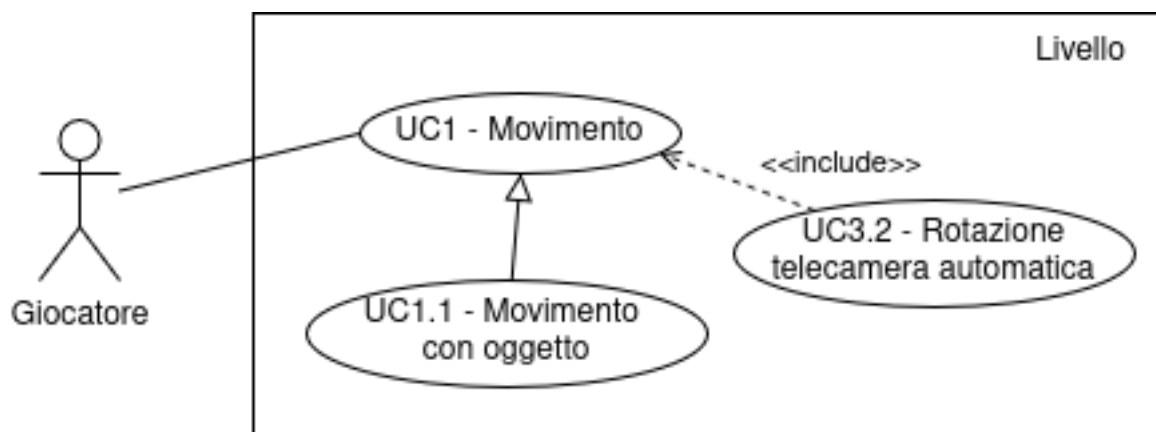 Livello
UC1 - Movimento
<<include>>
UC3.2 - Rotazione
telecamera automatica
UC1.1 - Movimento
con oggetto
Giocatore